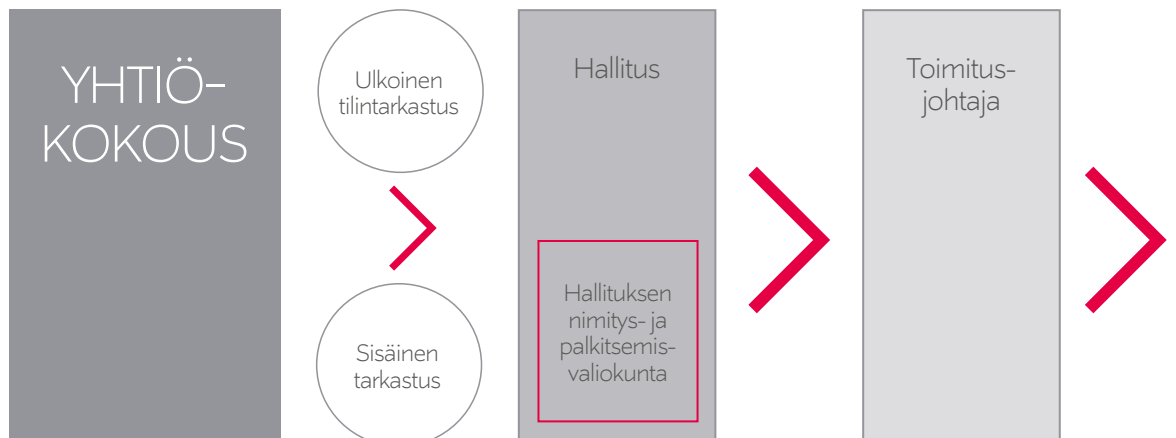 YHTIÖ-
KOKOUS
Ulkoinen
tilintarkastus
Sisäinen
tarkastus
Hallitus
Hallituksen
nimitys- ja
palkitsemis-
valiokunta
Toimitus-
johtaja